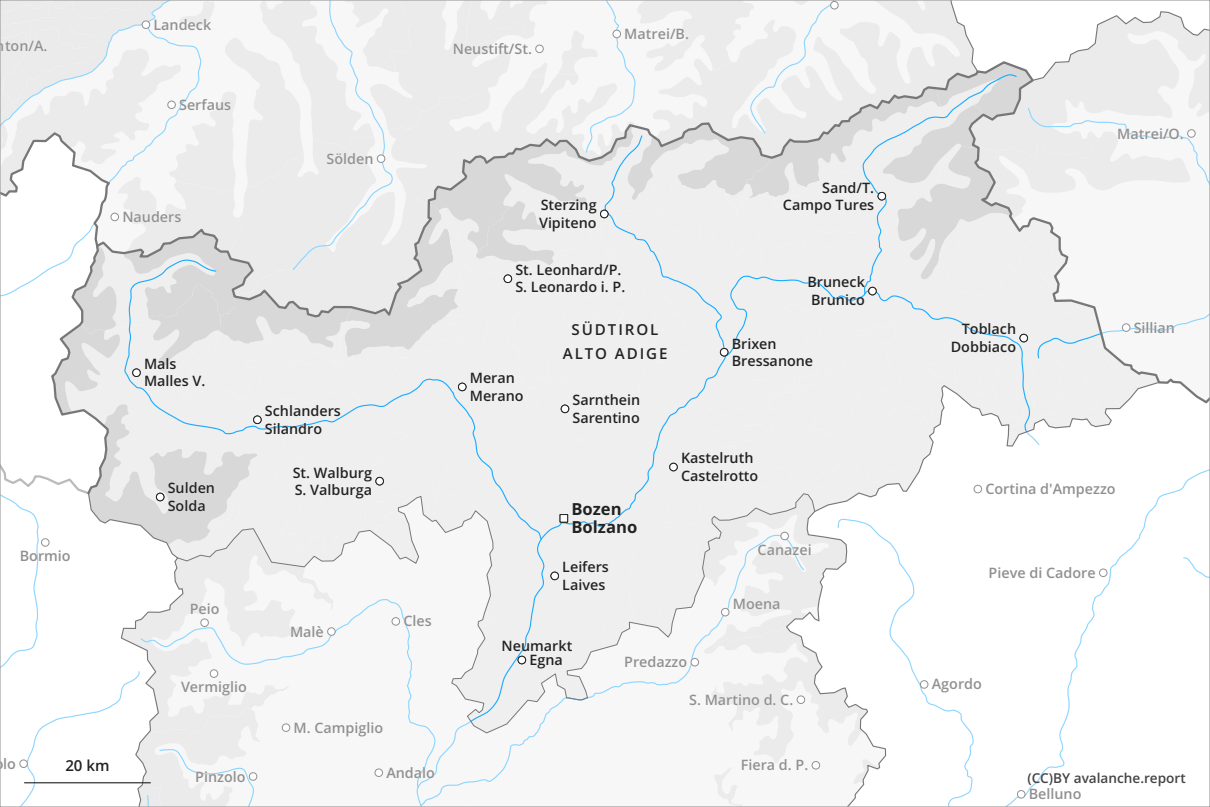 Landeck
Matrei/B.
nton/A.
Neustift/St.
Serfaus
Matrei/O.
Sölden
Sand/T.
Campo Tures
Nauders
Sterzing
Vipiteno
St. Leonhard/P.
S. Leonardo i. P.
Bruneck
Brunico
SÜDTIROL
ALTO ADIGE
Toblach
Dobbiaco
Sillian
Brixen
Bressanone
Mals
Malles V.
Meran
Merano
Schlanders
Silandro
Sarnthein
Sarentino
Kastelruth
Castelrotto
St. Walburg
S. Valburga
Sulden
Solda
Cortina d'Ampezzo
Bozen
Bolzano
Bormio
Canazei
Leifers
Laives
Pieve di Cadore
Peio
Moena
Malè
Cles
Neumarkt
Egna
Predazzo
Vermiglio
Agordo
S. Martino d. C.
M. Campiglio
20 km
olo
Pinzolo
Andalo
Fiera d. P.
(CC)BY avalanche.report
Belluno